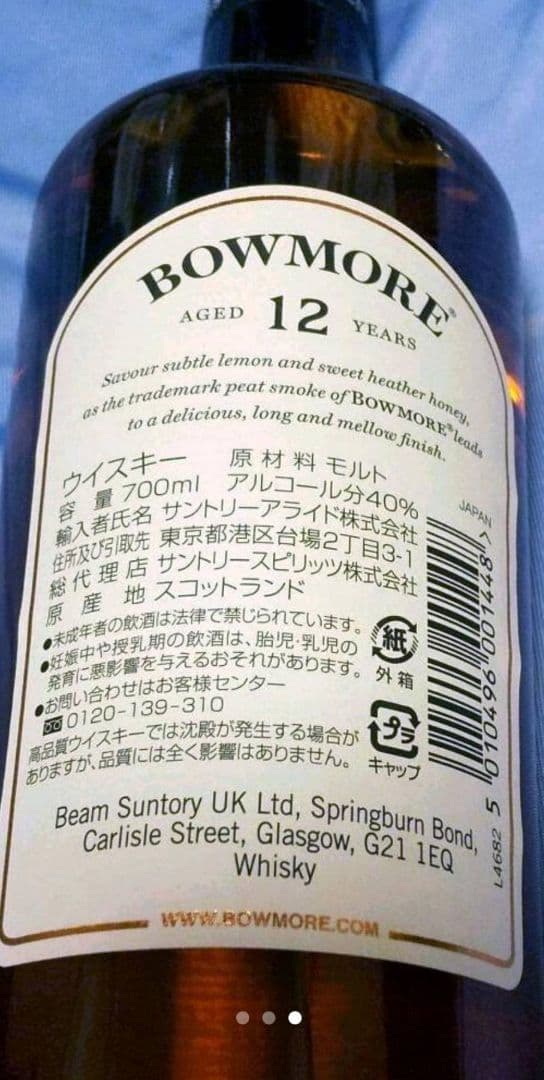 BOWMORE®
AGED 12 YEARS
Savour subtle lemon and sweet heather honey,
as the trademark peat smoke of BOWMORE® leads
to a delicious, long and mellow finish.
ウイスキー 原材料 モルト
容量 700ml アルコール分40%
輸入者氏名 サントリーアライド株式会社
住所及び引取先 東京都港区台場2丁目3-1
総代理店 サントリースピリッツ株式会社
原産地 スコットランド
●未成年者の飲酒は法律で禁じられています。
●妊娠中や授乳期の飲酒は、胎児・乳児の
発育に悪影響を与えるおそれがあります。
●お問い合わせはお客様センター
0120-139-310
高品質ウイスキーでは沈殿が発生する場合が
ありますが、品質には全く影響はありません。
紙
外箱
プラ
キャップ
JAPAN
5 010496 001448 >
L4682
Beam Suntory UK Ltd, Springburn Bond,
Carlisle Street, Glasgow, G21 1EQ
Whisky
WWW.BOWMORE.COM